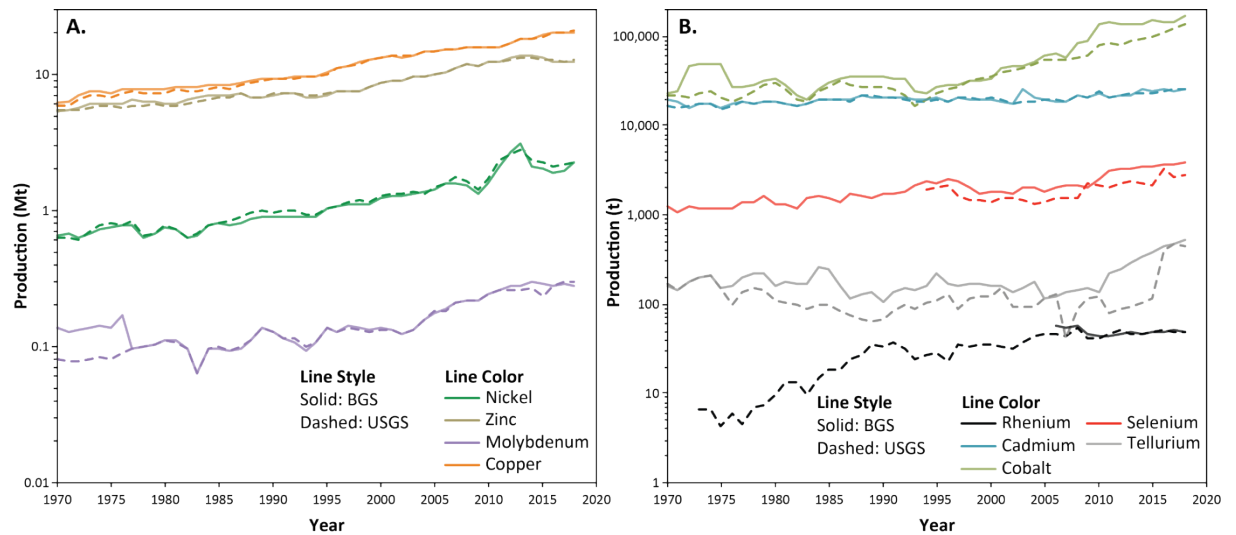 A.
10
1
0.1
0.01
Production (Mt)
1970 1975 1980 1985 1990 1995 2000 2005 2010 2015 2020
Year
Line Style
Solid: BGS
Dashed: USGS
Line Color
Nickel
Zinc
Molybdenum
Copper
B.
100,000
10,000
1,000
100
10
1
Production (t)
1970 1975 1980 1985 1990 1995 2000 2005 2010 2015 2020
Year
Line Style
Solid: BGS
Dashed: USGS
Line Color
Rhenium
Cadmium
Cobalt
Selenium
Tellurium